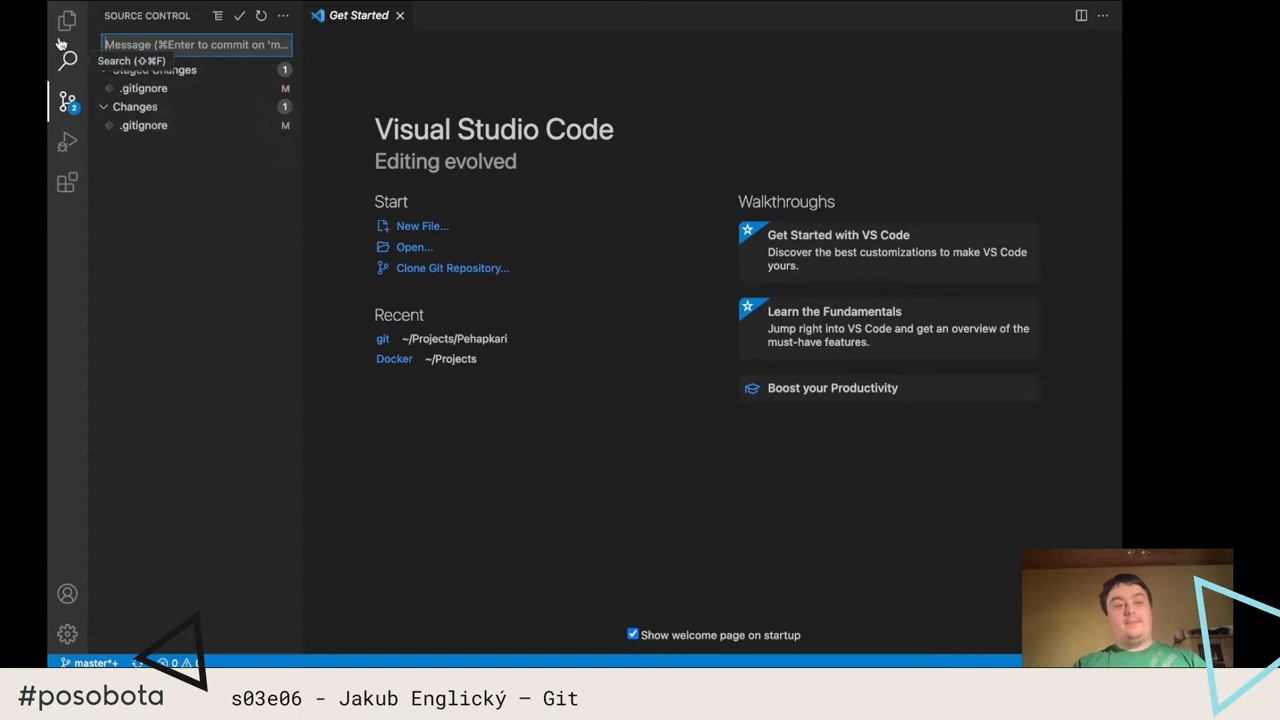 SOURCE CONTROL
Get Started
Message (⌘Enter to commit on 'm...
Search (⇧⌘F)
Staged Changes
1
.gitignore
M
Changes
1
.gitignore
M
2
Visual Studio Code
Editing evolved
Start
New File...
Open...
Clone Git Repository...
Recent
git ~/Projects/Pehapkari
Docker ~/Projects
Walkthroughs
Get Started with VS Code
Discover the best customizations to make VS Code
yours.
Learn the Fundamentals
Jump right into VS Code and get an overview of the
must-have features.
Boost your Productivity
Show welcome page on startup
master*+
0
#posobota
s03e06 - Jakub Englický — Git